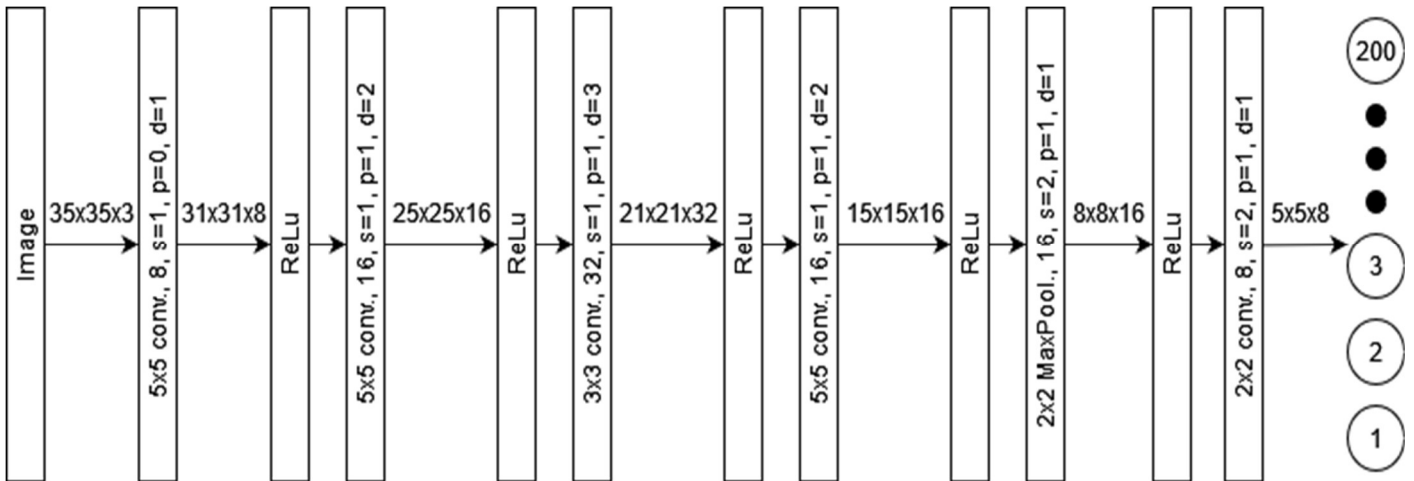 Image
35x35x3
5x5 conv., 8, s=1, p=0, d=1
31x31x8
ReLu
5x5 conv., 16, s=1, p=1, d=2
25x25x16
ReLu
3x3 conv., 32, s=1, p=1, d=3
21x21x32
ReLu
5x5 conv., 16, s=1, p=1, d=2
15x15x16
ReLu
2x2 MaxPool., 16, s=2, p=1, d=1
8x8x16
ReLu
2x2 conv., 8, s=2, p=1, d=1
5x5x8
200
3
2
1